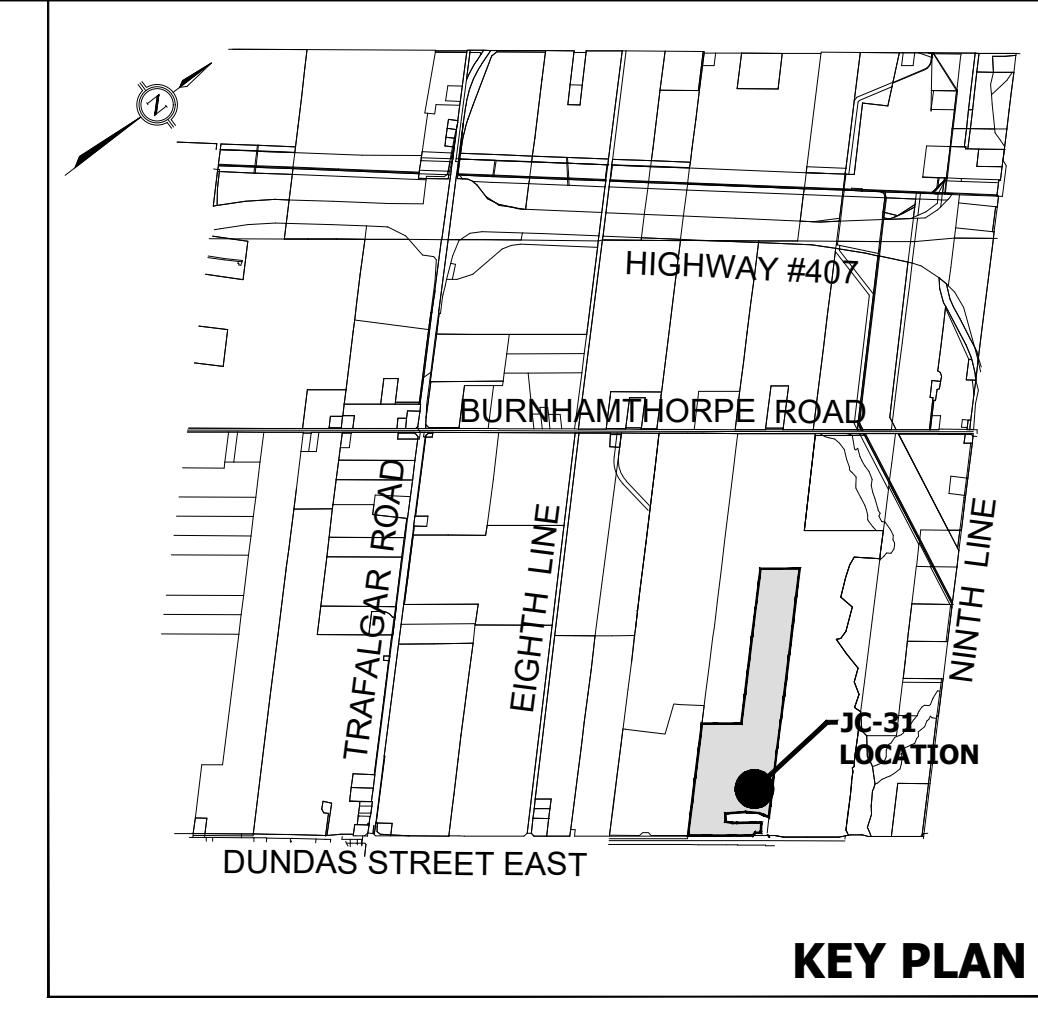 N
HIGHWAY #407
BURNHAMTHORPE ROAD
TRAFALGAR ROAD
EIGHTH LINE
NINTH LINE
JC-31
LOCATION
DUNDAS STREET EAST
KEY PLAN